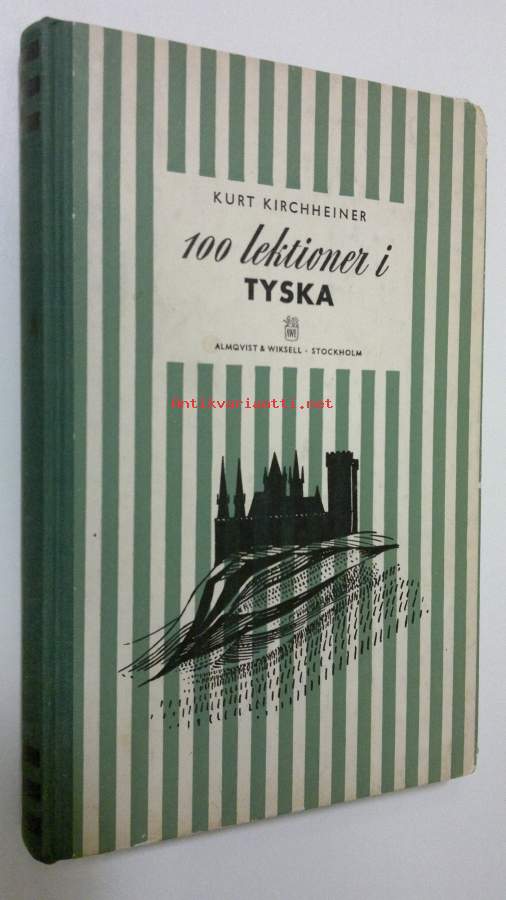 KURT KIRCHHEINER
100 lektioner i
TYSKA
ALMQVIST & WIKSELL · STOCKHOLM
antikvariaatti.net